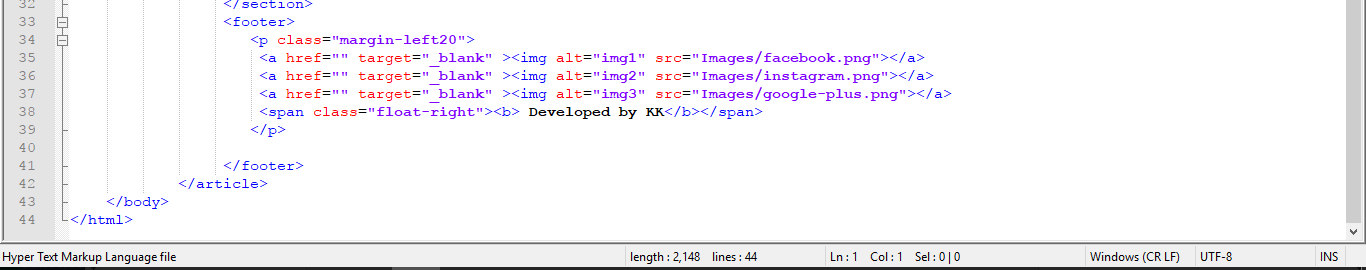 32 </section>
33 <footer>
34 <p class="margin-left20">
35 <a href="" target="_blank" ><img alt="img1" src="Images/facebook.png"></a>
36 <a href="" target="_blank" ><img alt="img2" src="Images/instagram.png"></a>
37 <a href="" target="_blank" ><img alt="img3" src="Images/google-plus.png"></a>
38 <span class="float-right"><b> Developed by KK</b></span>
39 </p>
40
41 </footer>
42 </article>
43 </body>
44 </html>
Hyper Text Markup Language file length : 2,148 lines : 44 Ln : 1 Col : 1 Sel : 0 | 0 Windows (CR LF) UTF-8 INS